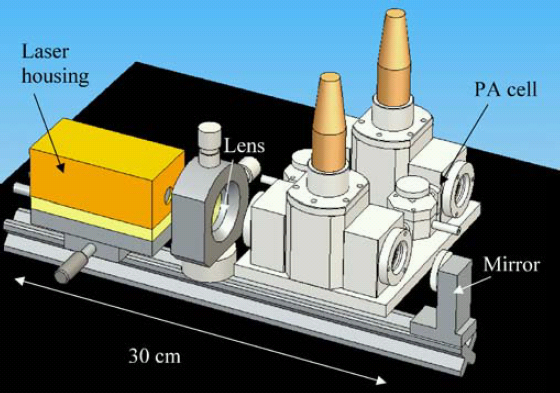 Laser
housing
Lens
PA cell
Mirror
30 cm